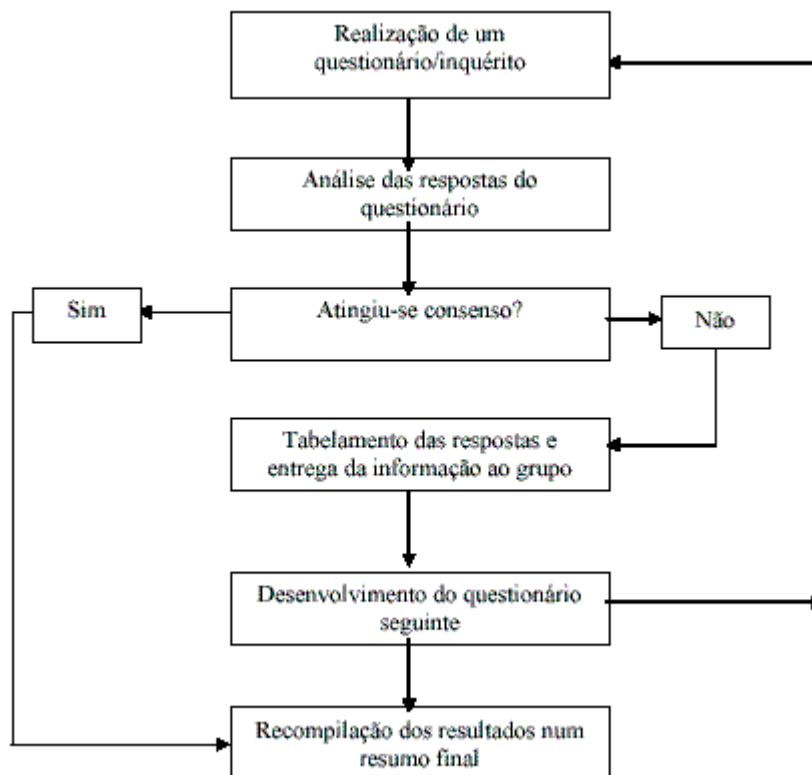 Realização de um
questionário/inquérito
Análise das respostas do
questionário
Sim
Atingiu-se consenso?
Não
Tabelamento das respostas e
entrega da informação ao grupo
Desenvolvimento do questionário
seguinte
Recompilação dos resultados num
resumo final